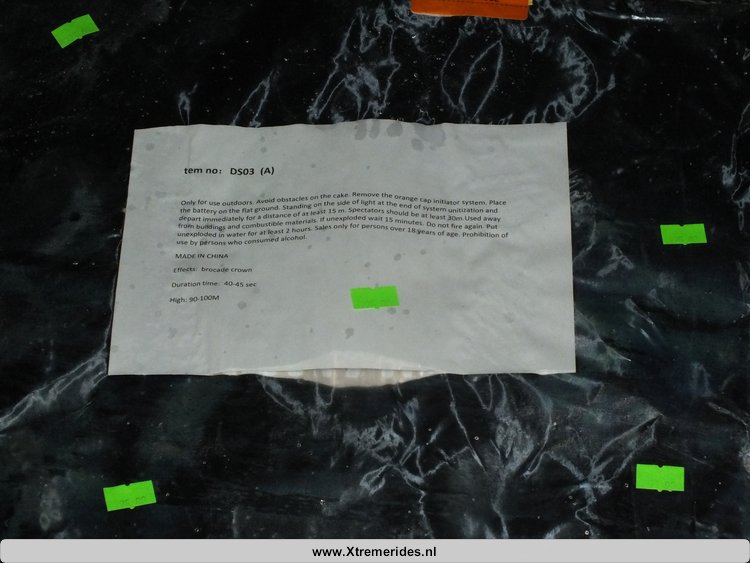 tem no: DS03 (A)
Only for use outdoors. Avoid obstacles on the cake. Remove the orange cap initiator system. Place
the battery on the flat ground. Standing on the side of light at the end of system unitization and
depart immediately for a distance of at least 15 m. Spectators should be at least 30m.Used away
from buildings and combustible materials. If unexploded wait 15 minutes. Do not fire again. Put
unexploded in water for at least 2 hours. Sales only for persons over 18 years of age. Prohibition of
use by persons who consumed alcohol.
MADE IN CHINA
Effects: brocade crown
Duration time: 40-45 sec
High: 90-100M
www.Xtremerides.nl